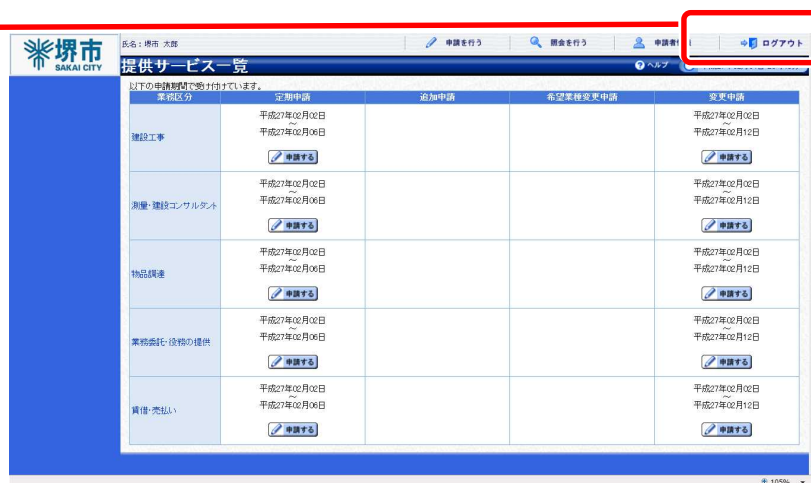 堺市
SAKAI CITY
氏名：堺市 太郎
申請を行う
照会を行う
ログアウト
提供サービス一覧
ヘルプ
以下の申請期間で受け付けています。
業務区分 定期申請 追加申請 希望業種変更申請 変更申請
建設工事
平成27年02月02日
～
平成27年02月06日
申請する
平成27年02月02日
～
平成27年02月12日
申請する
測量・建設コンサルタント
平成27年02月02日
～
平成27年02月06日
申請する
平成27年02月02日
～
平成27年02月12日
申請する
物品調達
平成27年02月02日
～
平成27年02月06日
申請する
平成27年02月02日
～
平成27年02月12日
申請する
業務委託・役務の提供
平成27年02月02日
～
平成27年02月06日
申請する
平成27年02月02日
～
平成27年02月12日
申請する
賃借・売払い
平成27年02月02日
～
平成27年02月06日
申請する
平成27年02月02日
～
平成27年02月12日
申請する
105%